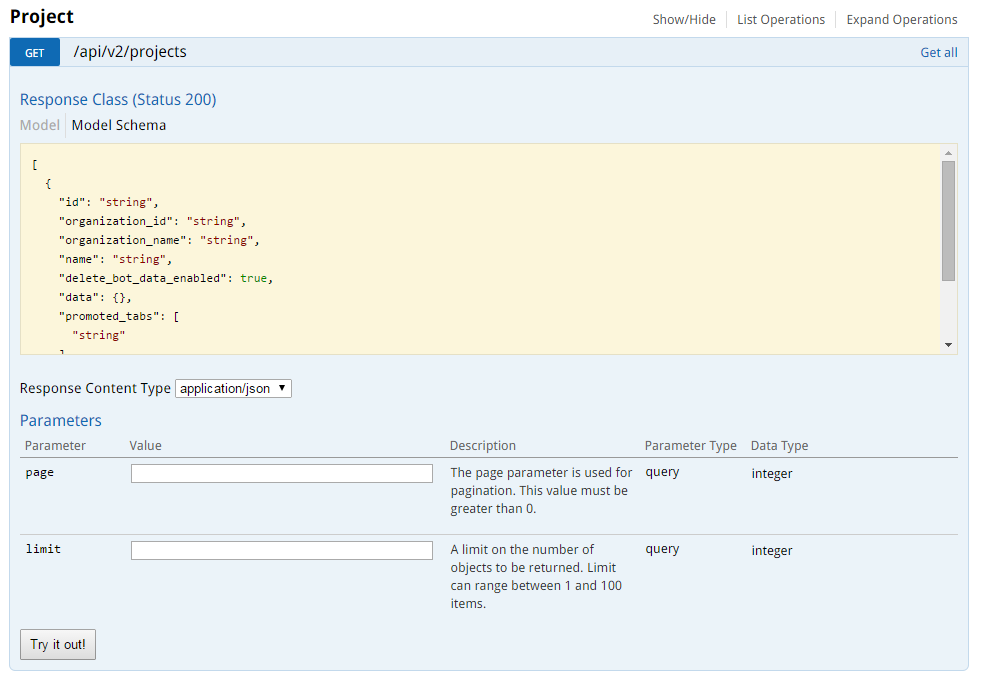 Project
Show/Hide List Operations Expand Operations
GET /api/v2/projects Get all
Response Class (Status 200)
Model Model Schema
[
{
"id": "string",
"organization_id": "string",
"organization_name": "string",
"name": "string",
"delete_bot_data_enabled": true,
"data": {},
"promoted_tabs": [
"string"
]
Response Content Type application/json
Parameters
Parameter Value Description Parameter Type Data Type
page The page parameter is used for query integer
pagination. This value must be
greater than 0.
limit A limit on the number of query integer
objects to be returned. Limit
can range between 1 and 100
items.
Try it out!